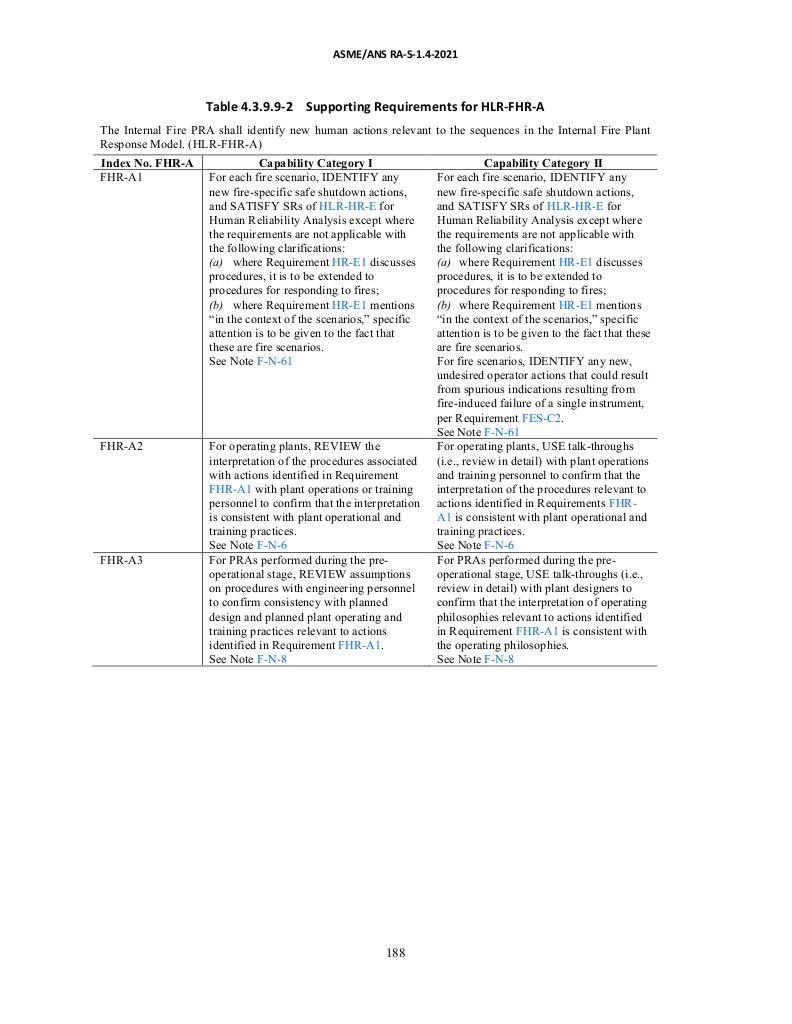 ASME/ANS RA-S-1.4-2021
Table 4.3.9.9-2 Supporting Requirements for HLR-FHR-A
The Internal Fire PRA shall identify new human actions relevant to the sequences in the Internal Fire Plant
Response Model. (HLR-FHR-A)
Index No. FHR-A
Capability Category I
Capability Category II
FHR-A1
For each fire scenario, IDENTIFY any
new fire-specific safe shutdown actions,
and SATISFY SRs of HLR-HR-E for
Human Reliability Analysis except where
the requirements are not applicable with
the following clarifications:
(a) where Requirement HR-E1 discusses
procedures, it is to be extended to
procedures for responding to fires;
(b) where Requirement HR-E1 mentions
“in the context of the scenarios,” specific
attention is to be given to the fact that
these are fire scenarios.
See Note F-N-61
For each fire scenario, IDENTIFY any
new fire-specific safe shutdown actions,
and SATISFY SRs of HLR-HR-E for
Human Reliability Analysis except where
the requirements are not applicable with
the following clarifications:
(a) where Requirement HR-E1 discusses
procedures, it is to be extended to
procedures for responding to fires;
(b) where Requirement HR-E1 mentions
“in the context of the scenarios,” specific
attention is to be given to the fact that these
are fire scenarios.
For fire scenarios, IDENTIFY any new,
undesired operator actions that could result
from spurious indications resulting from
fire-induced failure of a single instrument,
per Requirement FES-C2.
See Note F-N-61
FHR-A2
For operating plants, REVIEW the
interpretation of the procedures associated
with actions identified in Requirement
FHR-A1 with plant operations or training
personnel to confirm that the interpretation
is consistent with plant operational and
training practices.
See Note F-N-6
For operating plants, USE talk-throughs
(i.e., review in detail) with plant operations
and training personnel to confirm that the
interpretation of the procedures relevant to
actions identified in Requirements FHR-
A1 is consistent with plant operational and
training practices.
See Note F-N-6
FHR-A3
For PRAs performed during the pre-
operational stage, REVIEW assumptions
on procedures with engineering personnel
to confirm consistency with planned
design and planned plant operating and
training practices relevant to actions
identified in Requirement FHR-A1.
See Note F-N-8
For PRAs performed during the pre-
operational stage, USE talk-throughs (i.e.,
review in detail) with plant designers to
confirm that the interpretation of operating
philosophies relevant to actions identified
in Requirement FHR-A1 is consistent with
the operating philosophies.
See Note F-N-8
188